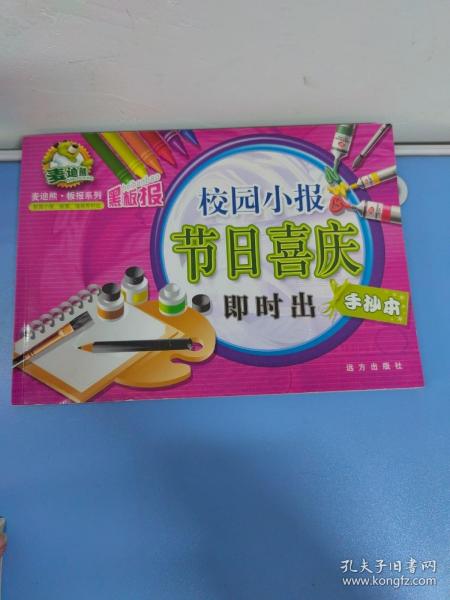 麦迪熊
麦迪熊·板报系列
黑板报
heibanbao
校园小报
节日喜庆
即时出
手抄本
远方出版社
孔夫子旧书网
www.kongfz.com